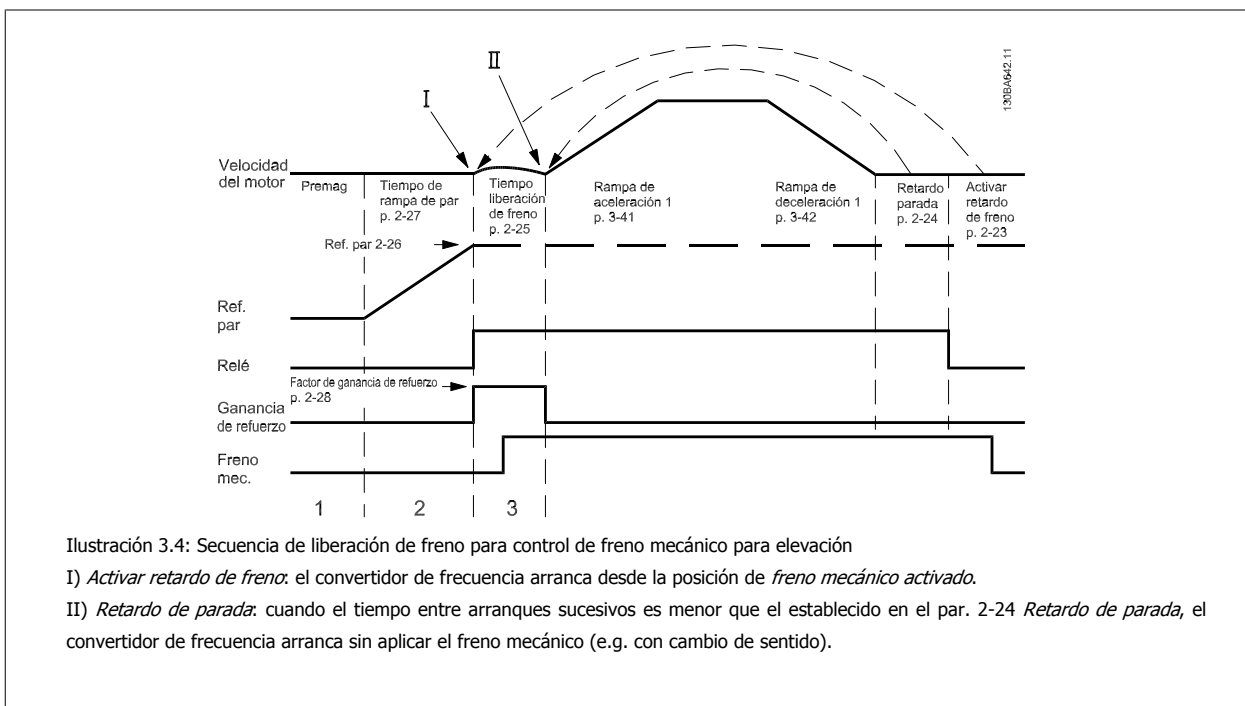 II
I
130BA642.11
Velocidad
del motor
Premag
Tiempo de
rampa de par
p. 2-27
Tiempo
liberación
de freno
p. 2-25
Rampa de
aceleración 1
p. 3-41
Rampa de
deceleración 1
p. 3-42
Retardo
parada
p. 2-24
Activar
retardo
de freno
p. 2-23
Ref. par 2-26
Ref.
par
Relé
Factor de ganancia de refuerzo
p. 2-28
Ganancia
de refuerzo
Freno
mec.
1
2
3
Ilustración 3.4: Secuencia de liberación de freno para control de freno mecánico para elevación
I) Activar retardo de freno: el convertidor de frecuencia arranca desde la posición de freno mecánico activado.
II) Retardo de parada: cuando el tiempo entre arranques sucesivos es menor que el establecido en el par. 2-24 Retardo de parada, el
convertidor de frecuencia arranca sin aplicar el freno mecánico (e.g. con cambio de sentido).